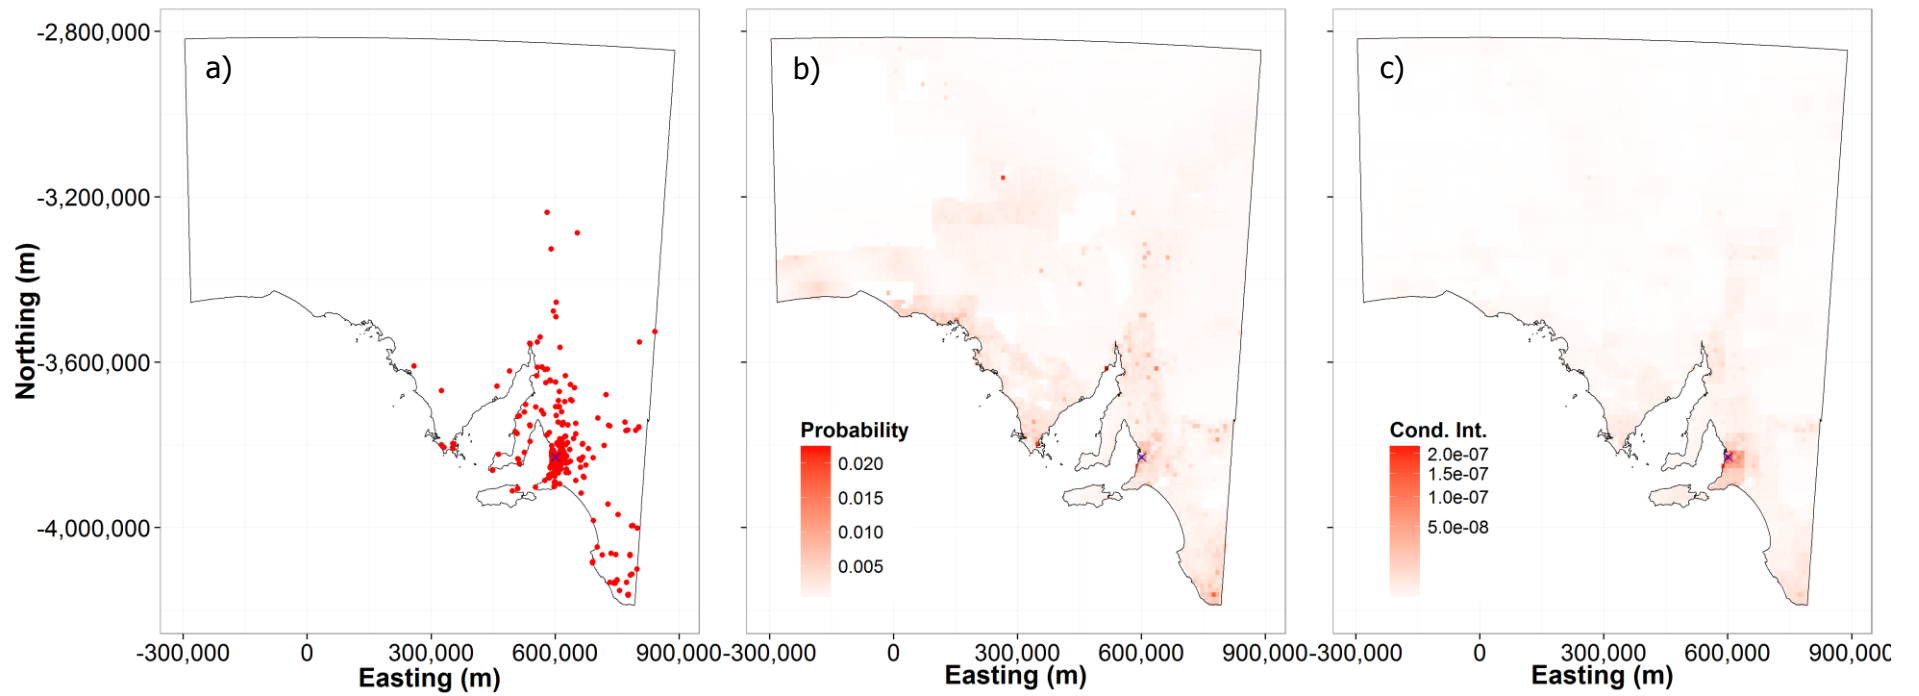 a)
b)
c)
-2,800,000
-3,200,000
-3,600,000
-4,000,000
Northing (m)
Probability
0.020
0.015
0.010
0.005
Cond. Int.
2.0e-07
1.5e-07
1.0e-07
5.0e-08
-300,000 0 300,000 600,000 900,000
-300,000 0 300,000 600,000 900,000
-300,000 0 300,000 600,000 900,000
Easting (m)
Easting (m)
Easting (m)